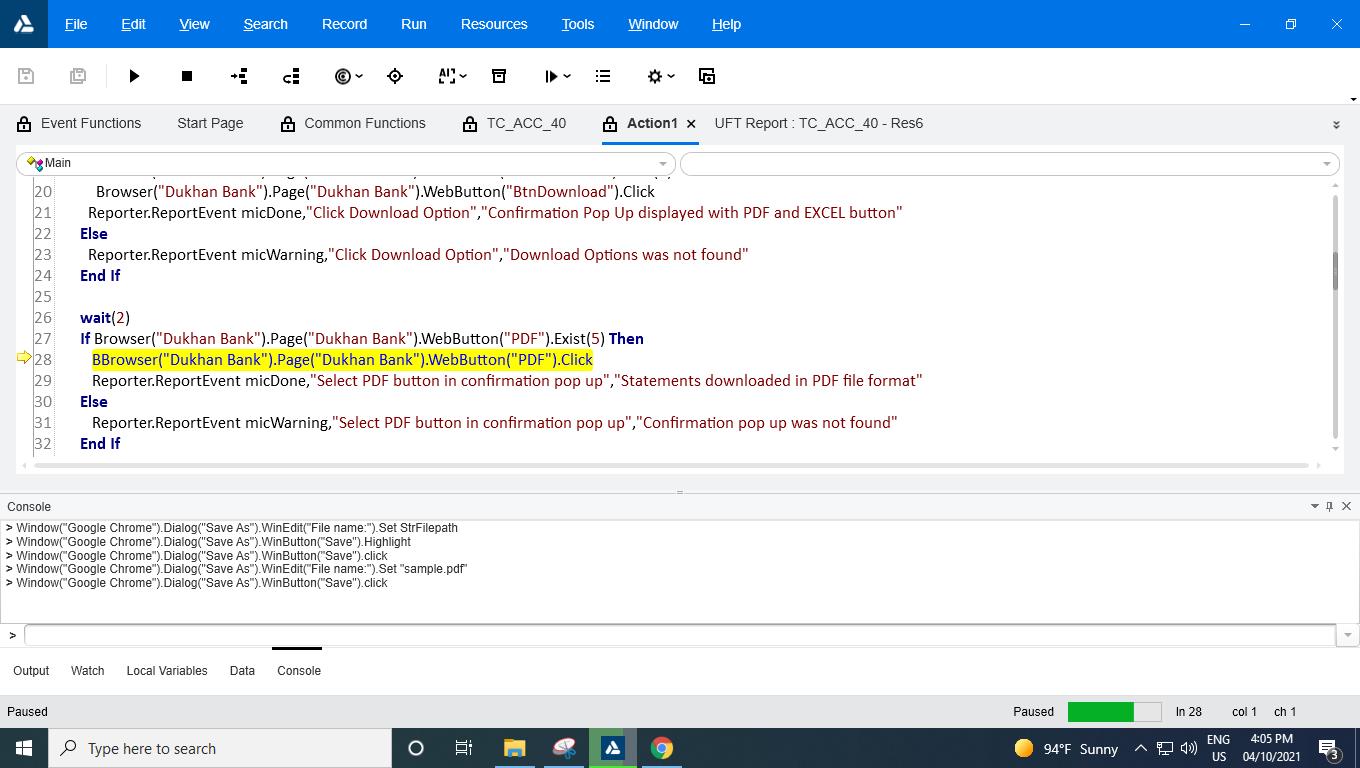 File Edit View Search Record Run Resources Tools Window Help
AI
Event Functions Start Page Common Functions TC_ACC_40 Action1 × UFT Report : TC_ACC_40 - Res6
Main
20 Browser("Dukhan Bank").Page("Dukhan Bank").WebButton("BtnDownload").Click
21 Reporter.ReportEvent micDone,"Click Download Option","Confirmation Pop Up displayed with PDF and EXCEL button"
22 Else
23 Reporter.ReportEvent micWarning,"Click Download Option","Download Options was not found"
24 End If
25
26 wait(2)
27 If Browser("Dukhan Bank").Page("Dukhan Bank").WebButton("PDF").Exist(5) Then
28 BBrowser("Dukhan Bank").Page("Dukhan Bank").WebButton("PDF").Click
29 Reporter.ReportEvent micDone,"Select PDF button in confirmation pop up","Statements downloaded in PDF file format"
30 Else
31 Reporter.ReportEvent micWarning,"Select PDF button in confirmation pop up","Confirmation pop up was not found"
32 End If
Console
> Window("Google Chrome").Dialog("Save As").WinEdit("File name:").Set StrFilepath
> Window("Google Chrome").Dialog("Save As").WinButton("Save").Highlight
> Window("Google Chrome").Dialog("Save As").WinButton("Save").click
> Window("Google Chrome").Dialog("Save As").WinEdit("File name:").Set "sample.pdf"
> Window("Google Chrome").Dialog("Save As").WinButton("Save").click
>
Output Watch Local Variables Data Console
Paused Paused ln 28 col 1 ch 1
Type here to search 94°F Sunny ENG US 4:05 PM 04/10/2021 3